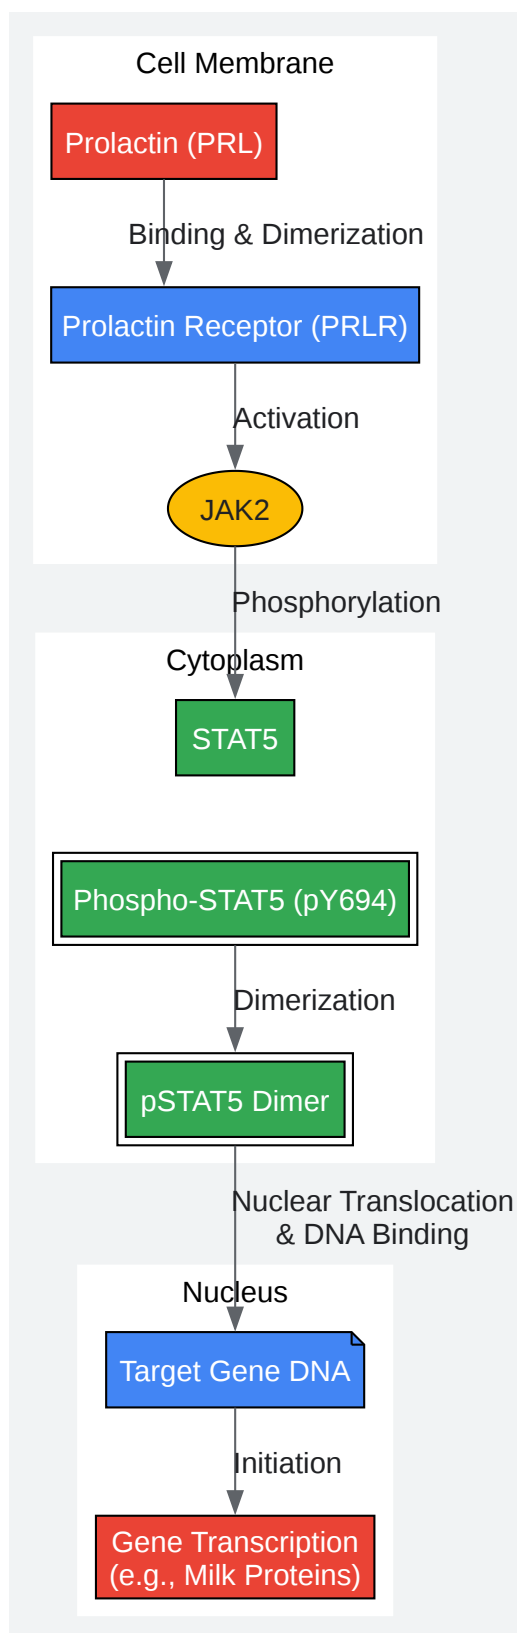 Cell Membrane
Prolactin (PRL)
Binding & Dimerization
Prolactin Receptor (PRLR)
Activation
JAK2
Phosphorylation
Cytoplasm
STAT5
Phospho-STAT5 (pY694)
Dimerization
pSTAT5 Dimer
Nuclear Translocation
& DNA Binding
Nucleus
Target Gene DNA
Initiation
Gene Transcription
(e.g., Milk Proteins)